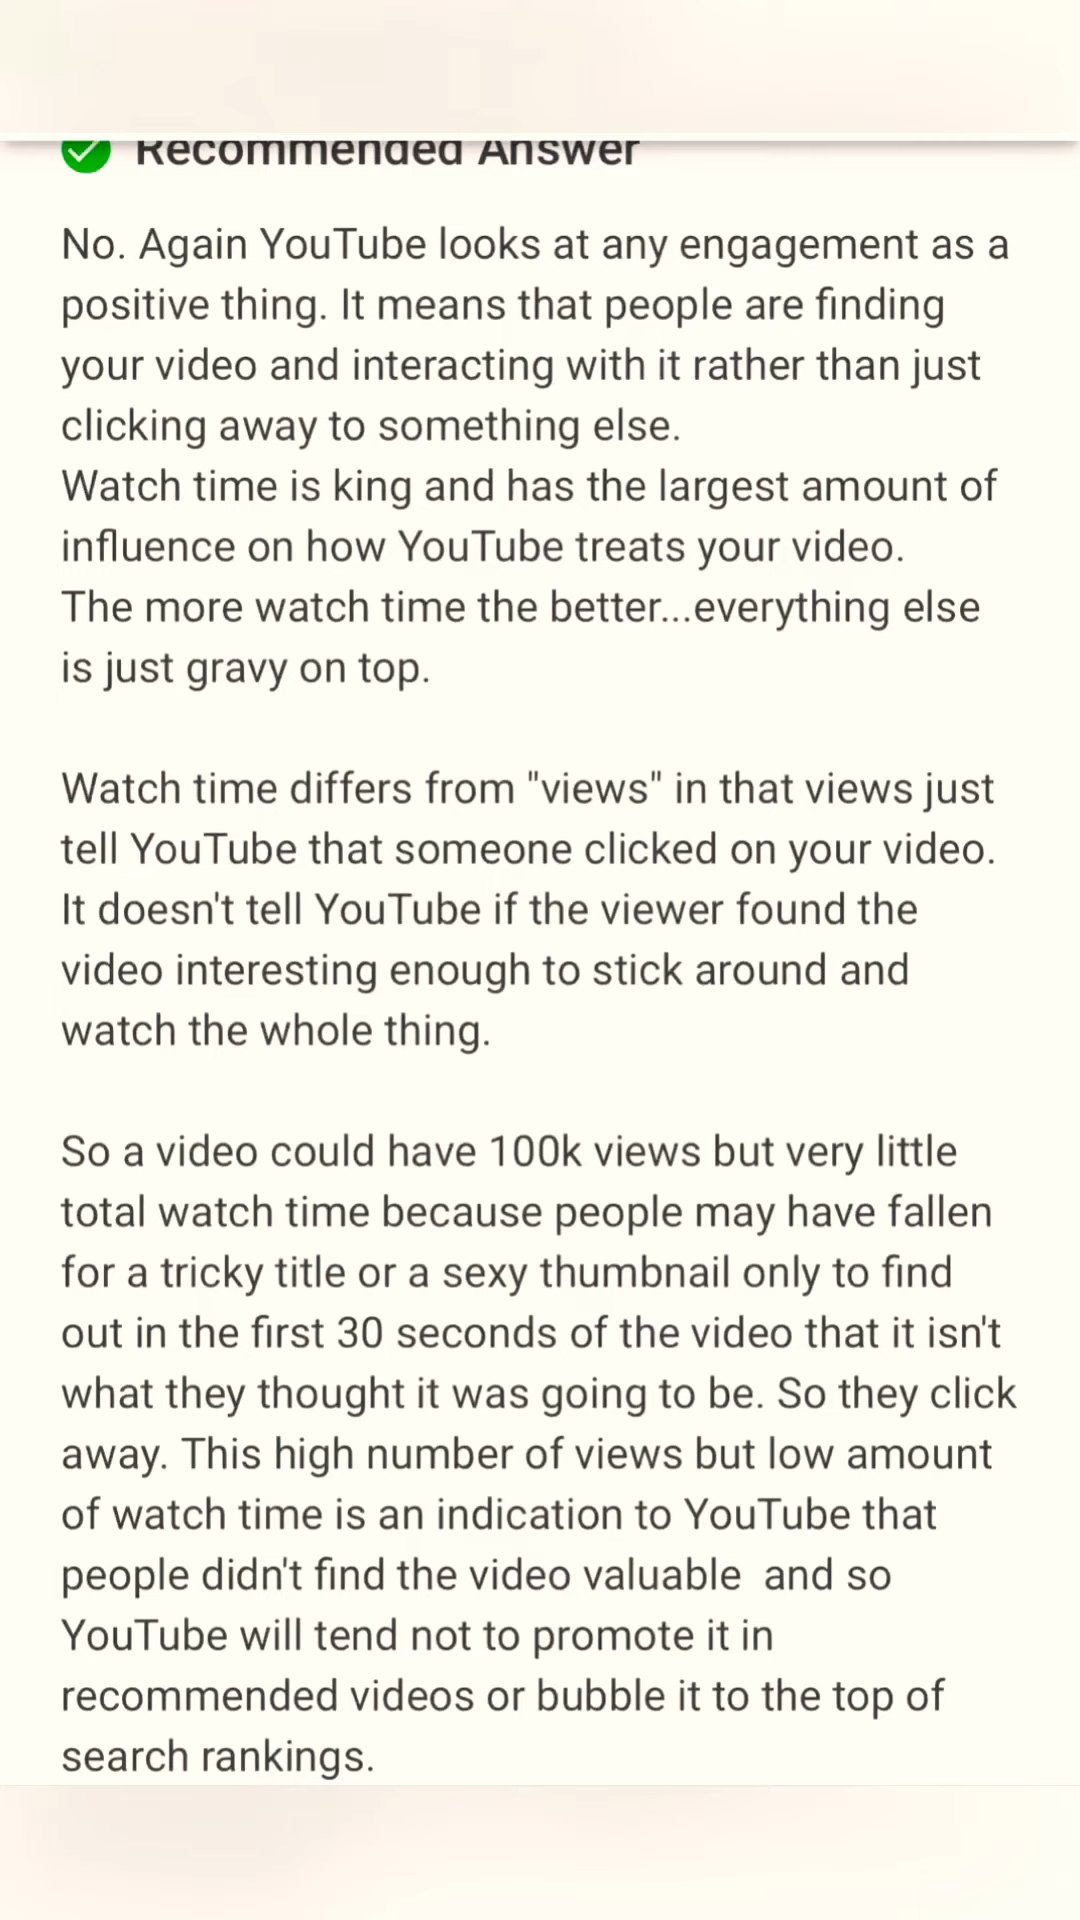 Recommended Answer
No. Again YouTube looks at any engagement as a
positive thing. It means that people are finding
your video and interacting with it rather than just
clicking away to something else.
Watch time is king and has the largest amount of
influence on how YouTube treats your video.
The more watch time the better...everything else
is just gravy on top.
Watch time differs from "views" in that views just
tell YouTube that someone clicked on your video.
It doesn't tell YouTube if the viewer found the
video interesting enough to stick around and
watch the whole thing.
So a video could have 100k views but very little
total watch time because people may have fallen
for a tricky title or a sexy thumbnail only to find
out in the first 30 seconds of the video that it isn't
what they thought it was going to be. So they click
away. This high number of views but low amount
of watch time is an indication to YouTube that
people didn't find the video valuable  and so
YouTube will tend not to promote it in
recommended videos or bubble it to the top of
search rankings.